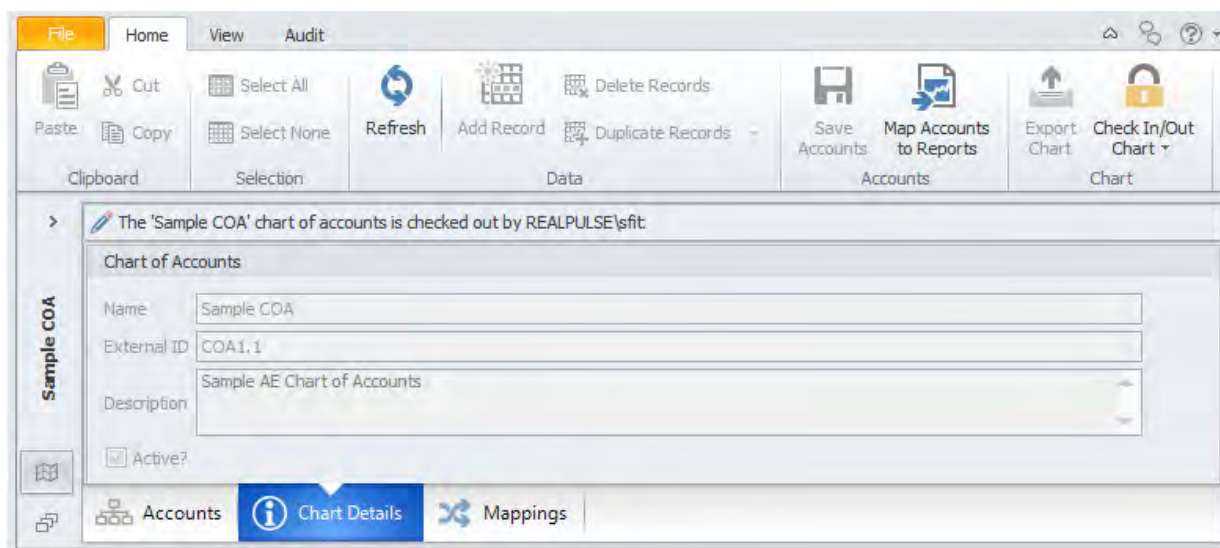 File Home View Audit
Cut Select All Delete Records
Paste Copy Select None Refresh Add Record Duplicate Records Save Accounts Map Accounts to Reports Export Chart Check In/Out Chart
Clipboard Selection Data Accounts Chart
The 'Sample COA' chart of accounts is checked out by REALPULSE\sfit
Chart of Accounts
Name Sample COA
External ID COA1.1
Sample AE Chart of Accounts
Description
Active?
Sample COA
Accounts Chart Details Mappings